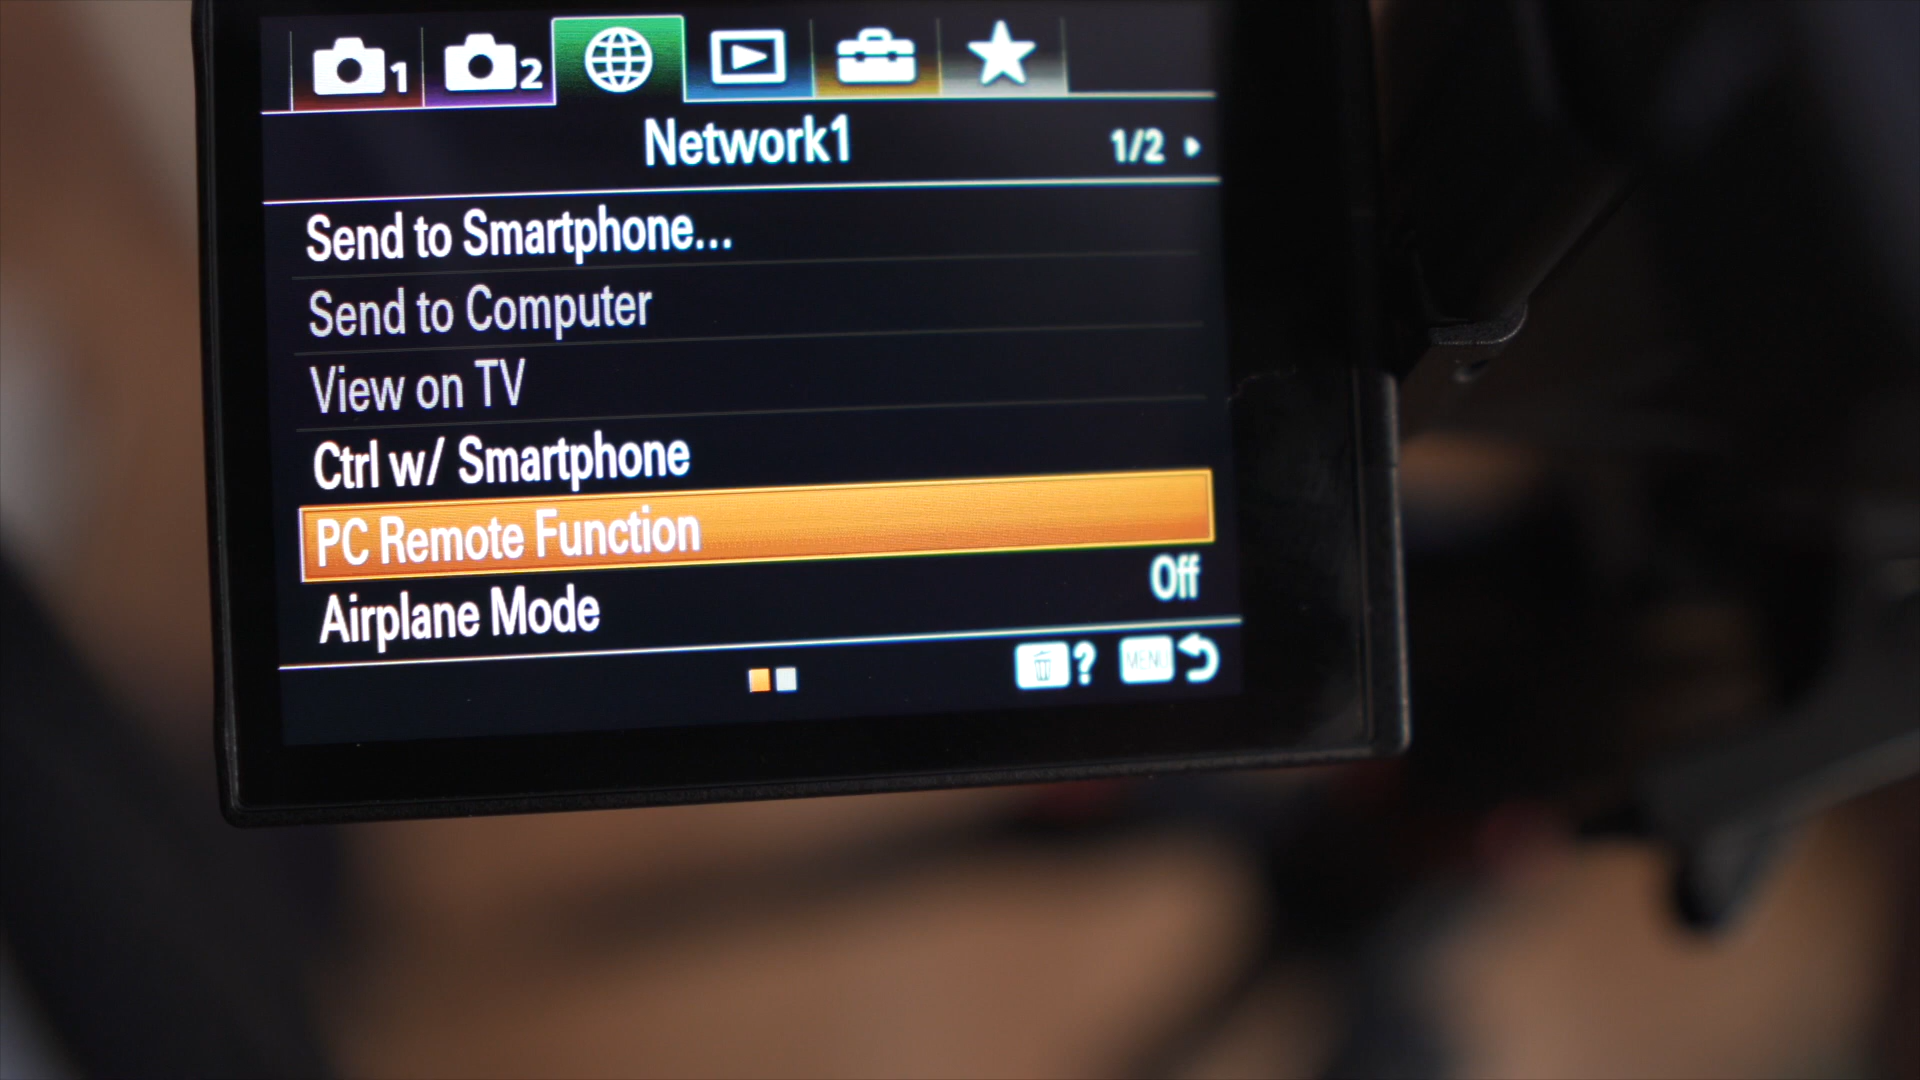 1 2
Network1 1/2
Send to Smartphone...
Send to Computer
View on TV
Ctrl w/ Smartphone
PC Remote Function
Airplane Mode Off
? MENU